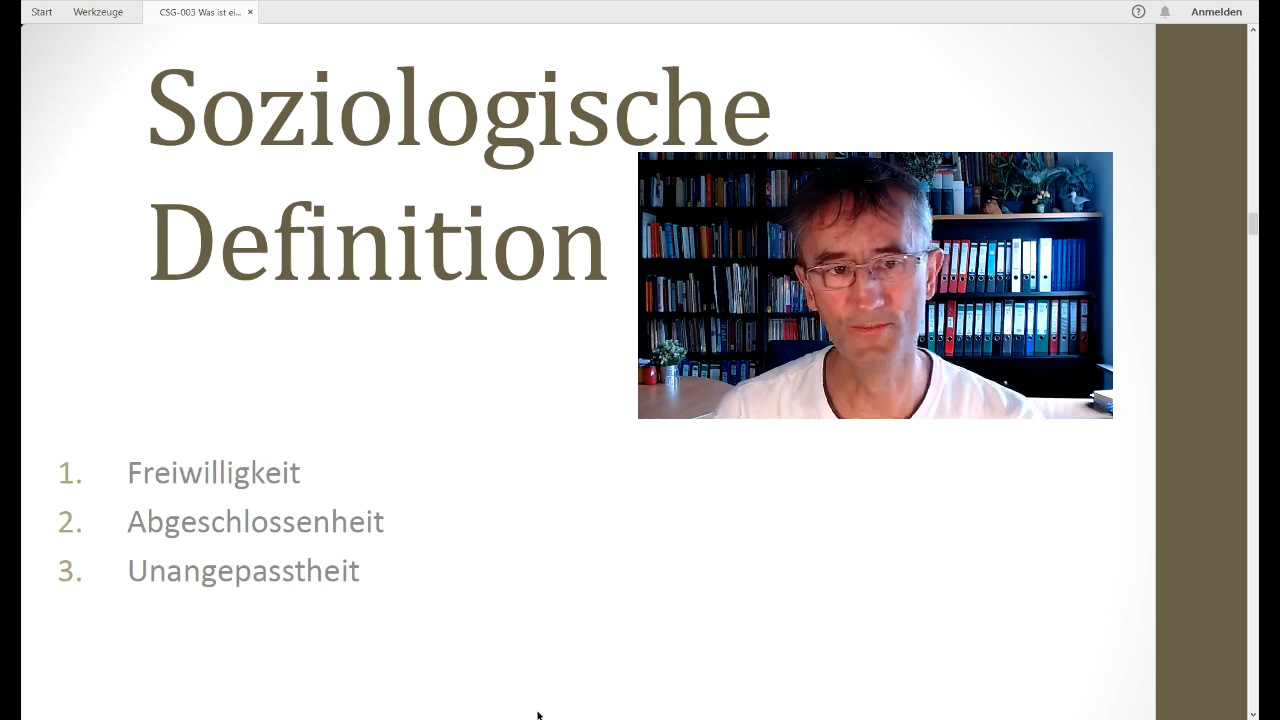 Start
Werkzeuge
CSG-003 Was ist ei...
Anmelden
Soziologische
Definition
1. Freiwilligkeit
2. Abgeschlossenheit
3. Unangepasstheit